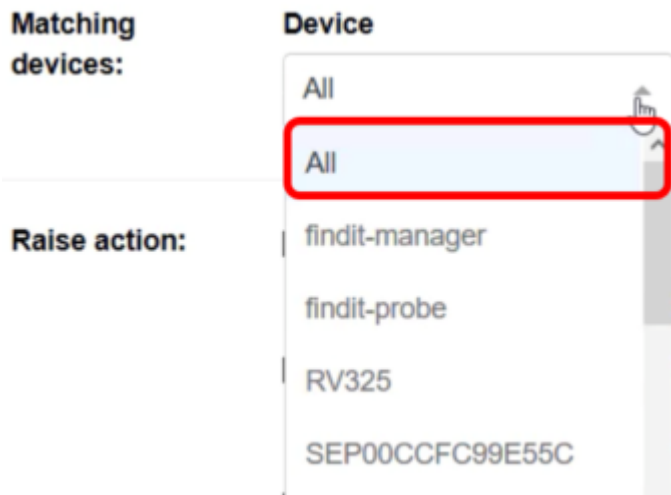 Matching
devices:
Device
All
All
findit-manager
Raise action:
findit-probe
RV325
SEP00CCFC99E55C